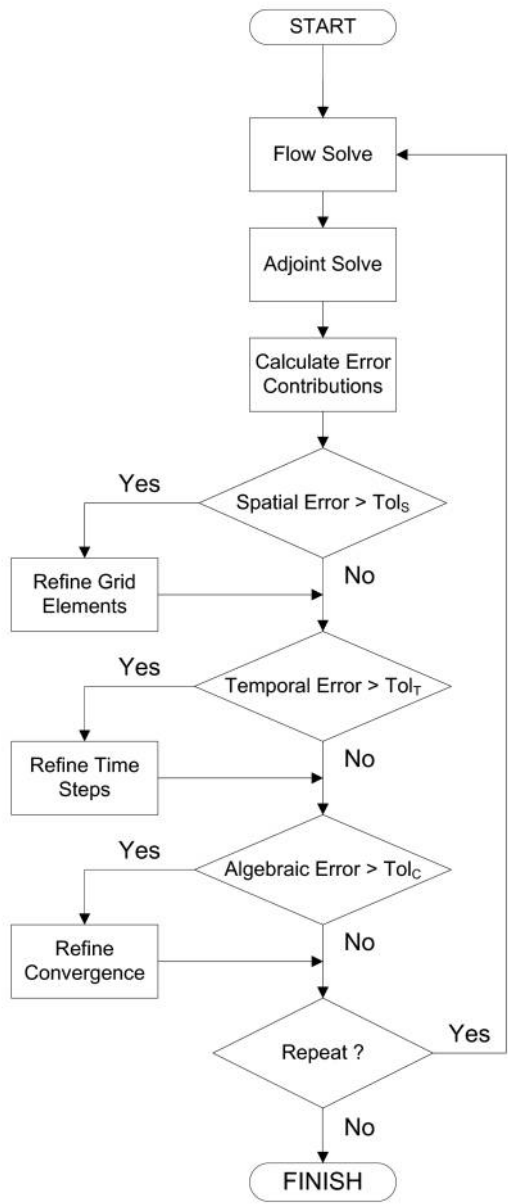 START
Flow Solve
Adjoint Solve
Calculate Error
Contributions
Spatial Error > Tol_S
Yes
No
Refine Grid
Elements
Temporal Error > Tol_T
Yes
No
Refine Time
Steps
Algebraic Error > Tol_C
Yes
No
Refine
Convergence
Repeat ?
Yes
No
FINISH